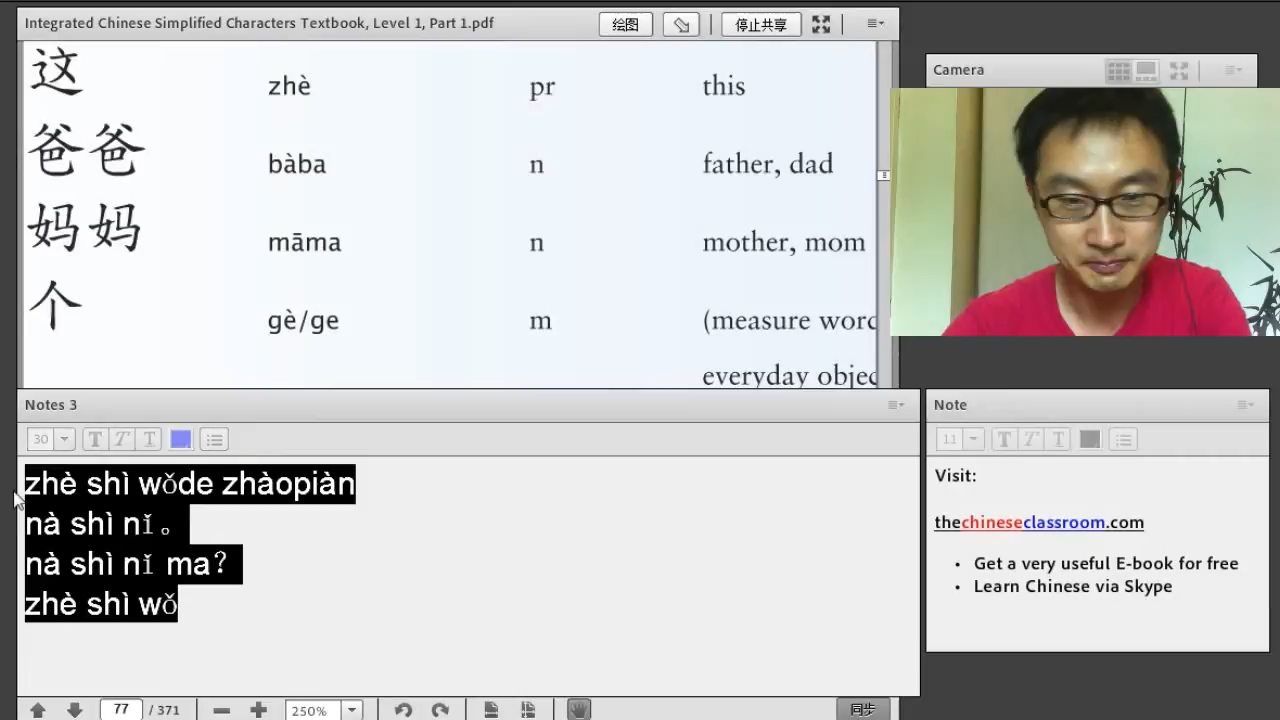 Integrated Chinese Simplified Characters Textbook, Level 1, Part 1.pdf
绘图
停止共享
这 zhè pr this
爸爸 bàba n father, dad
妈妈 māma n mother, mom
个 gè/ge m (measure word
everyday objec
Camera
Notes 3
30
T T T
zhè shì wǒde zhàopiàn
nà shì nǐ。
nà shì nǐ ma?
zhè shì wǒ
77 / 371
250%
同步
Note
11
T T T
Visit:
thechineseclassroom.com
• Get a very useful E-book for free
• Learn Chinese via Skype